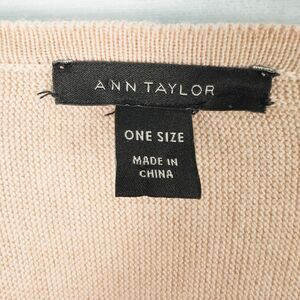 ANN TAYLOR
ONE SIZE
MADE IN
CHINA